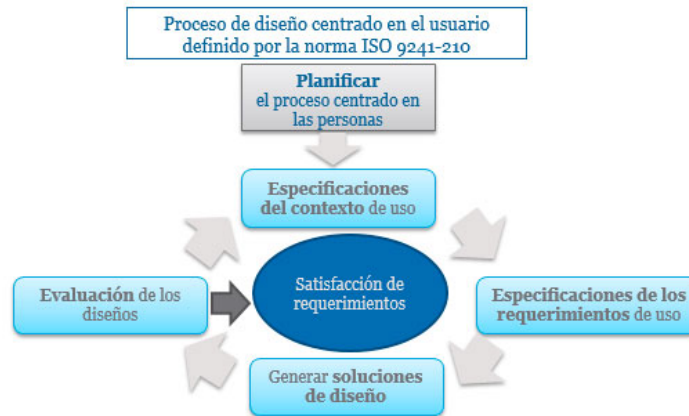 Proceso de diseño centrado en el usuario
definido por la norma ISO 9241-210
Planificar
el proceso centrado en
las personas
Especificaciones
del contexto de uso
Satisfacción de
requerimientos
Evaluación de los
diseños
Especificaciones de los
requerimientos de uso
Generar soluciones
de diseño